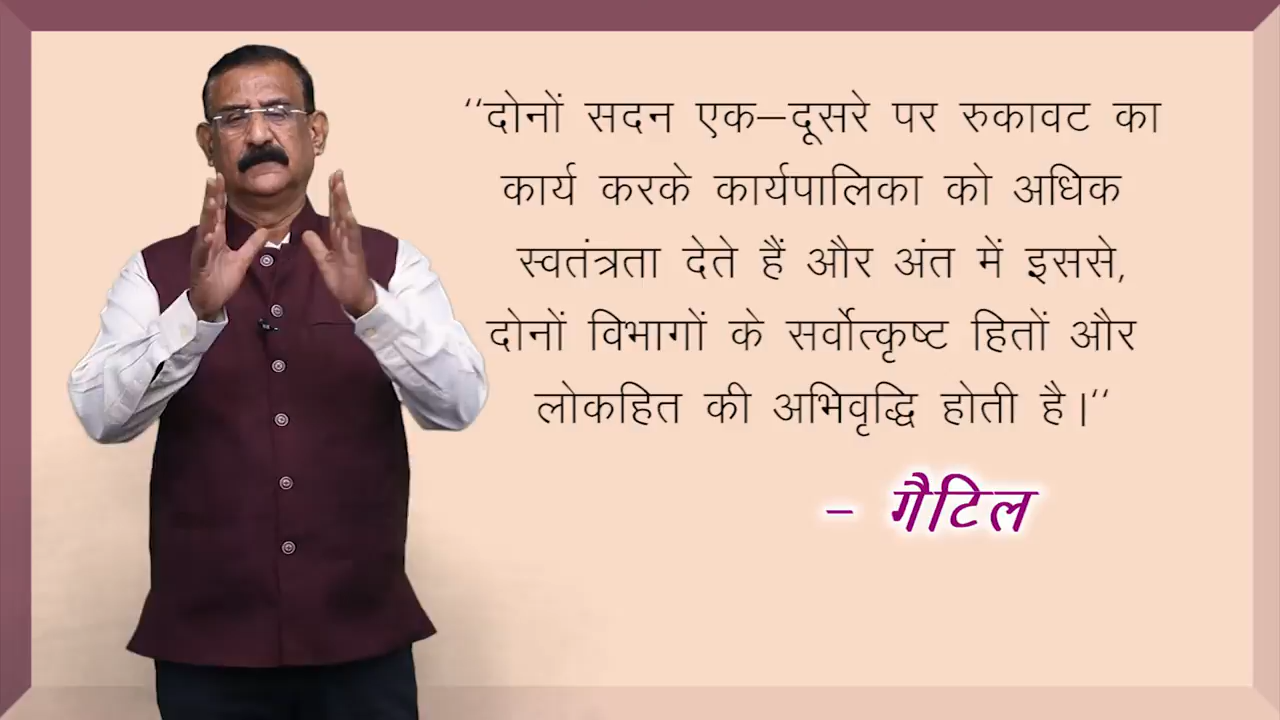 ‘‘दोनों सदन एक–दूसरे पर रुकावट का
कार्य करके कार्यपालिका को अधिक
स्वतंत्रता देते हैं और अंत में इससे,
दोनों विभागों के सर्वोत्कृष्ट हितों और
लोकहित की अभिवृद्धि होती है।‘‘
– गैटिल